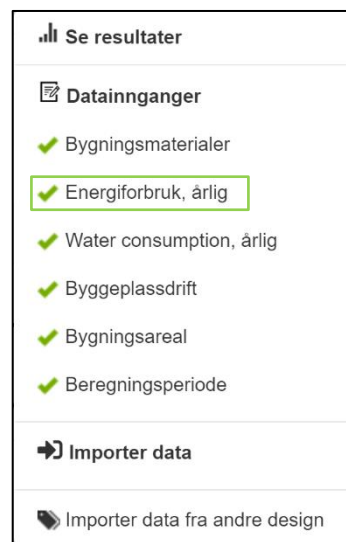 Se resultater
Datainnganger
Bygningsmaterialer
Energiforbruk, årlig
Water consumption, årlig
Byggeplassdrift
Bygningsareal
Beregningsperiode
Importer data
Importer data fra andre design